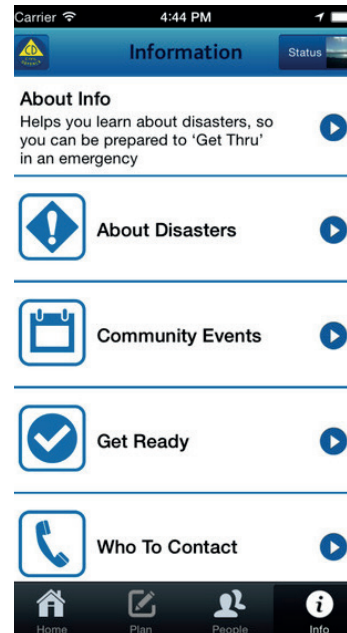 Carrier 4:44 PM
CD
Information
Status
About Info
Helps you learn about disasters, so
you can be prepared to 'Get Thru'
in an emergency
About Disasters
Community Events
Get Ready
Who To Contact
Home Plan People Info